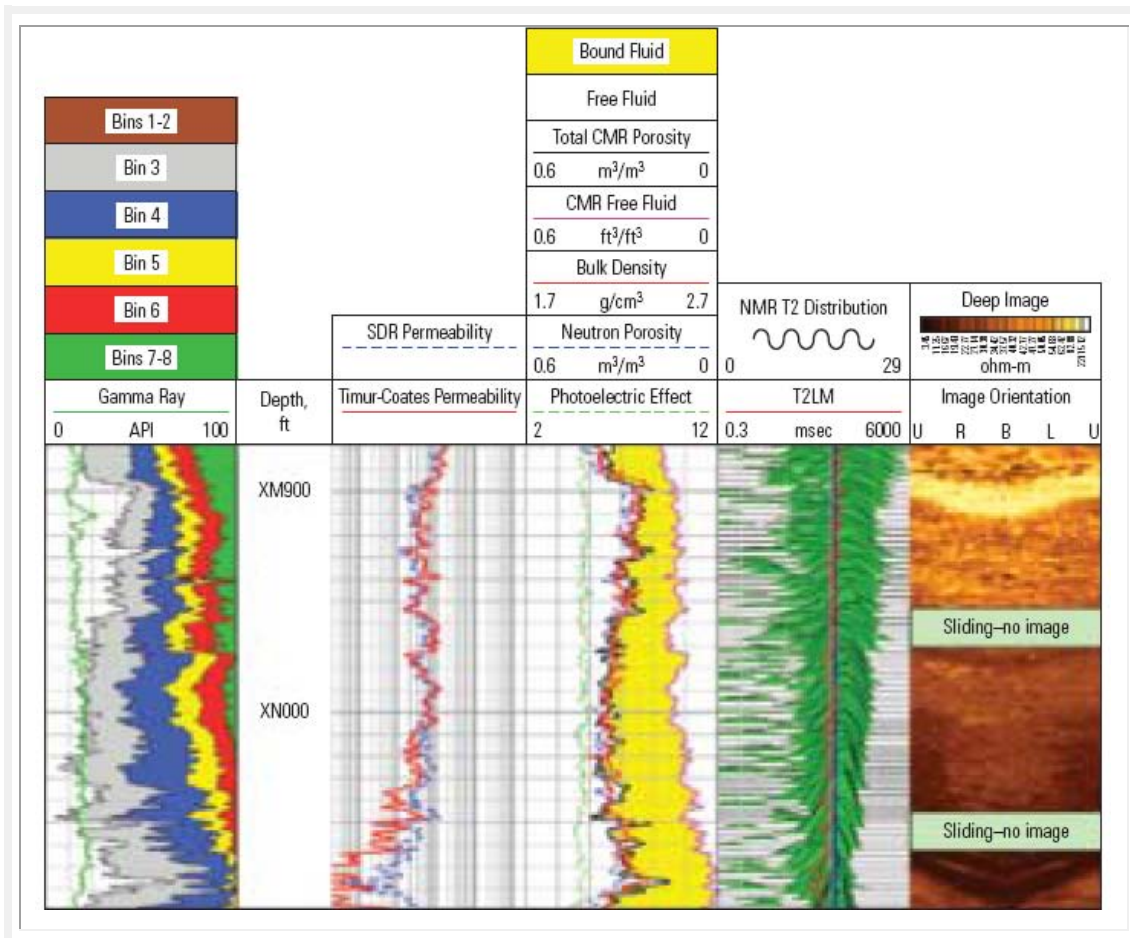 Bound Fluid
Free Fluid
Total CMR Porosity
0.6 m³/m³ 0
CMR Free Fluid
0.6 ft³/ft³ 0
Bulk Density
1.7 g/cm³ 2.7
Neutron Porosity
0.6 m³/m³ 0
Photoelectric Effect
2 12
Bins 1-2
Bin 3
Bin 4
Bin 5
Bin 6
Bins 7-8
Gamma Ray
0 API 100
Depth,
ft
SDR Permeability
Timur-Coates Permeability
NMR T2 Distribution
0 29
T2LM
0.3 msec 6000
Deep Image
ohm-m
Image Orientation
U R B L U
XM900
XN000
Sliding–no image
Sliding–no image